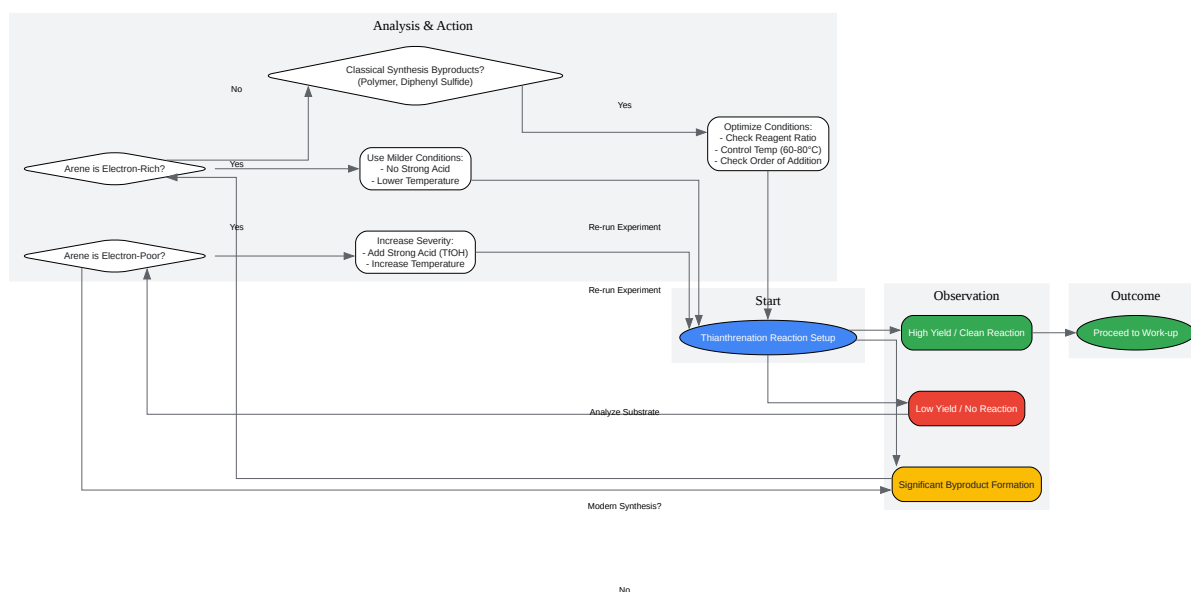 Analysis & Action
Classical Synthesis Byproducts?
(Polymer, Diphenyl Sulfide)
No
Yes
Optimize Conditions:
- Check Reagent Ratio
- Control Temp (60-80°C)
- Check Order of Addition
Arene is Electron-Rich?
Yes
Use Milder Conditions:
- No Strong Acid
- Lower Temperature
Yes
Re-run Experiment
Arene is Electron-Poor?
Increase Severity:
- Add Strong Acid (TfOH)
- Increase Temperature
Re-run Experiment
Start
Thianthrenation Reaction Setup
Observation
High Yield / Clean Reaction
Outcome
Proceed to Work-up
Low Yield / No Reaction
Analyze Substrate
Significant Byproduct Formation
Modern Synthesis?
No